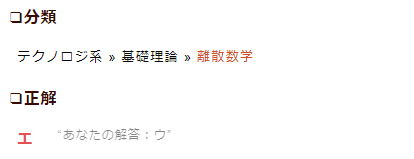 ❏分類
テクノロジ系 » 基礎理論 » 離散数学
❏正解
エ “あなたの解答：ウ”